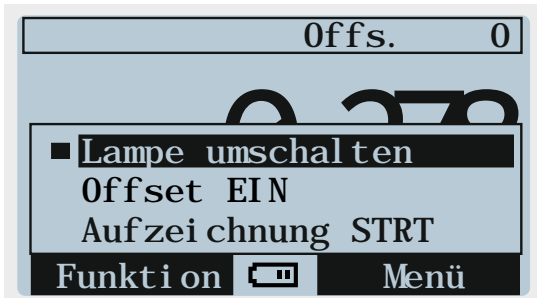 Offs. 0
Lampe umschalten
Offset EIN
Aufzeichnung STRT
Funktion Menü